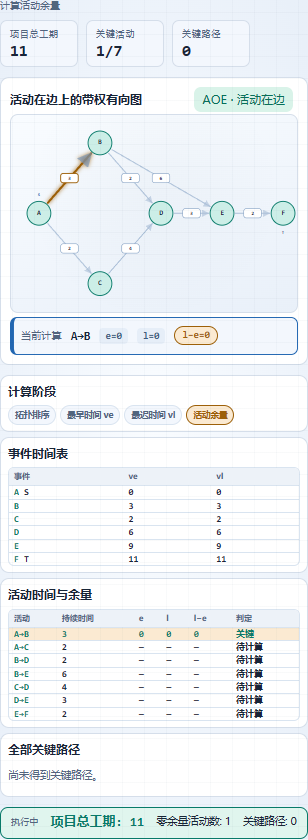 计算活动余量
项目总工期
11
关键活动
1/7
关键路径
0
活动在边上的带权有向图
AOE · 活动在边
B
3
2
6
A
D
3
E
2
F
2
4
C
当前计算 A→B e=0 l=0 l−e=0
计算阶段
拓扑排序 最早时间 ve 最迟时间 vl 活动余量
事件时间表
事件 ve vl
A S 0 0
B 3 3
C 2 2
D 6 6
E 9 9
F T 11 11
活动时间与余量
活动 持续时间 e l l−e 判定
A→B 3 0 0 0 关键
A→C 2 — — — 待计算
B→D 2 — — — 待计算
B→E 6 — — — 待计算
C→D 4 — — — 待计算
D→E 3 — — — 待计算
E→F 2 — — — 待计算
全部关键路径
尚未得到关键路径。
执行中 项目总工期: 11 零余量活动数: 1 关键路径: 0